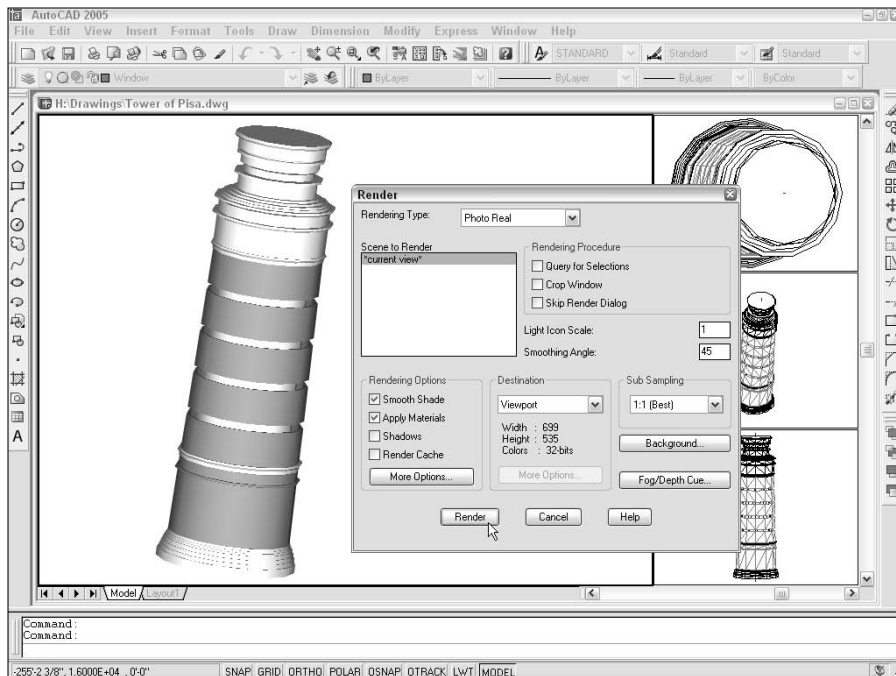 AutoCAD 2005
File Edit View Insert Format Tools Draw Dimension Modify Express Window Help
STANDARD Standard Standard
Window ByLayer ByLayer ByLayer ByColor
H:\Drawings\Tower of Pisa.dwg
Render
Rendering Type: Photo Real
Scene to Render
*current view*
Rendering Procedure
Query for Selections
Crop Window
Skip Render Dialog
Light Icon Scale: 1
Smoothing Angle: 45
Rendering Options
Smooth Shade
Apply Materials
Shadows
Render Cache
More Options...
Destination
Viewport
Width : 699
Height : 535
Colors : 32-bits
More Options...
Sub Sampling
1:1 (Best)
Background...
Fog/Depth Cue...
Render Cancel Help
Model Layout1
Command:
Command:
-255'-2 3/8", 1.6000E+04 , 0'-0" SNAP GRID ORTHO POLAR OSNAP OTRACK LWT MODEL
A